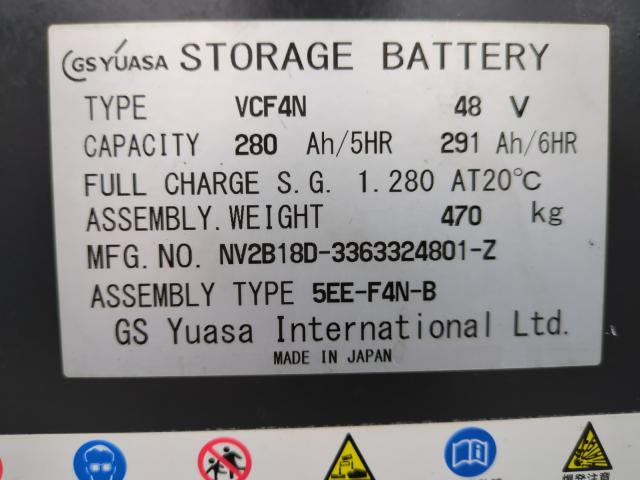 GS YUASA STORAGE BATTERY
TYPE VCF4N 48 V
CAPACITY 280 Ah/5HR 291 Ah/6HR
FULL CHARGE S.G. 1.280 AT20℃
ASSEMBLY.WEIGHT 470 kg
MFG.NO. NV2B18D-3363324801-Z
ASSEMBLY TYPE 5EE-F4N-B
GS Yuasa International Ltd.
MADE IN JAPAN